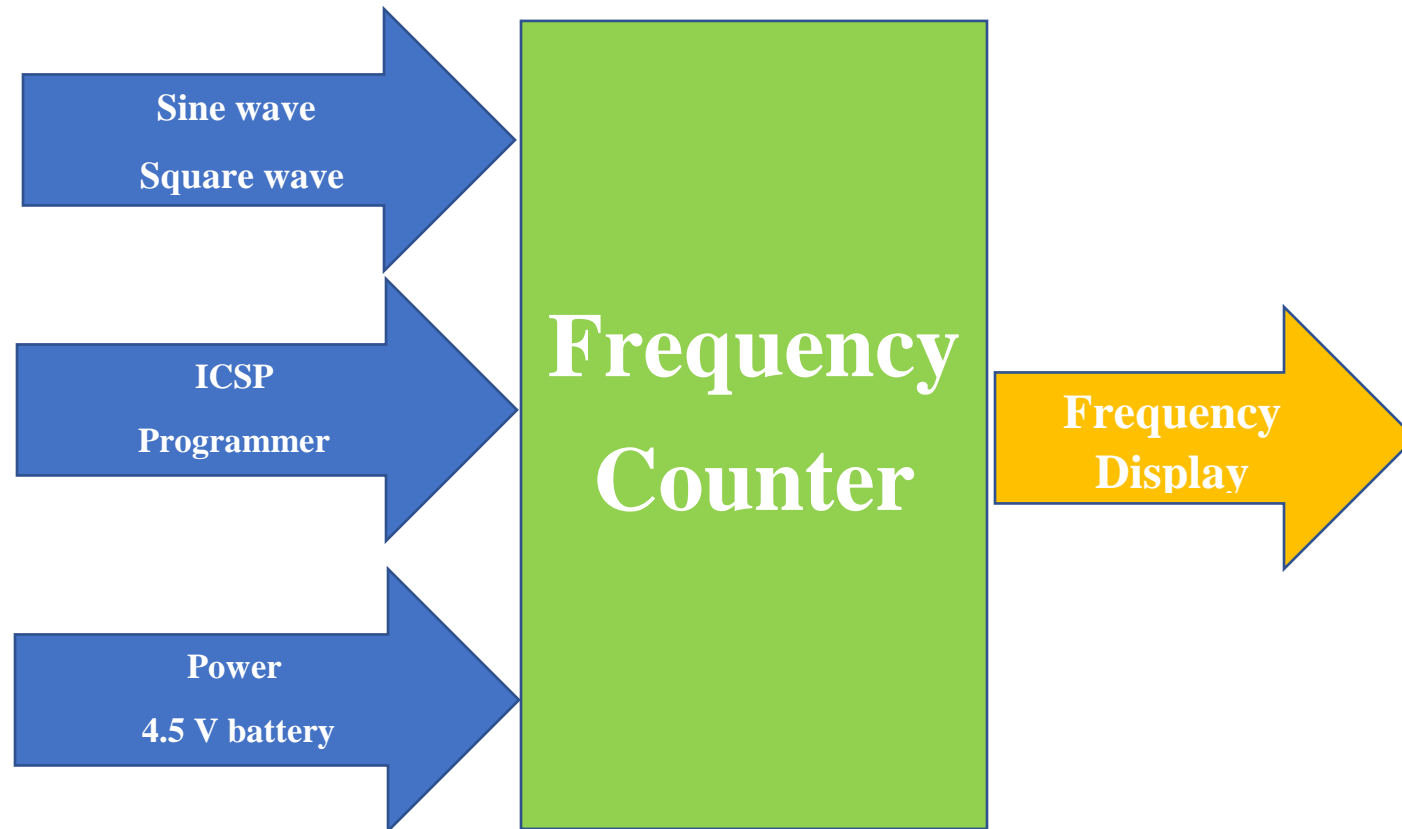 Sine wave
Square wave
ICSP
Programmer
Power
4.5 V battery
Frequency
Counter
Frequency
Display